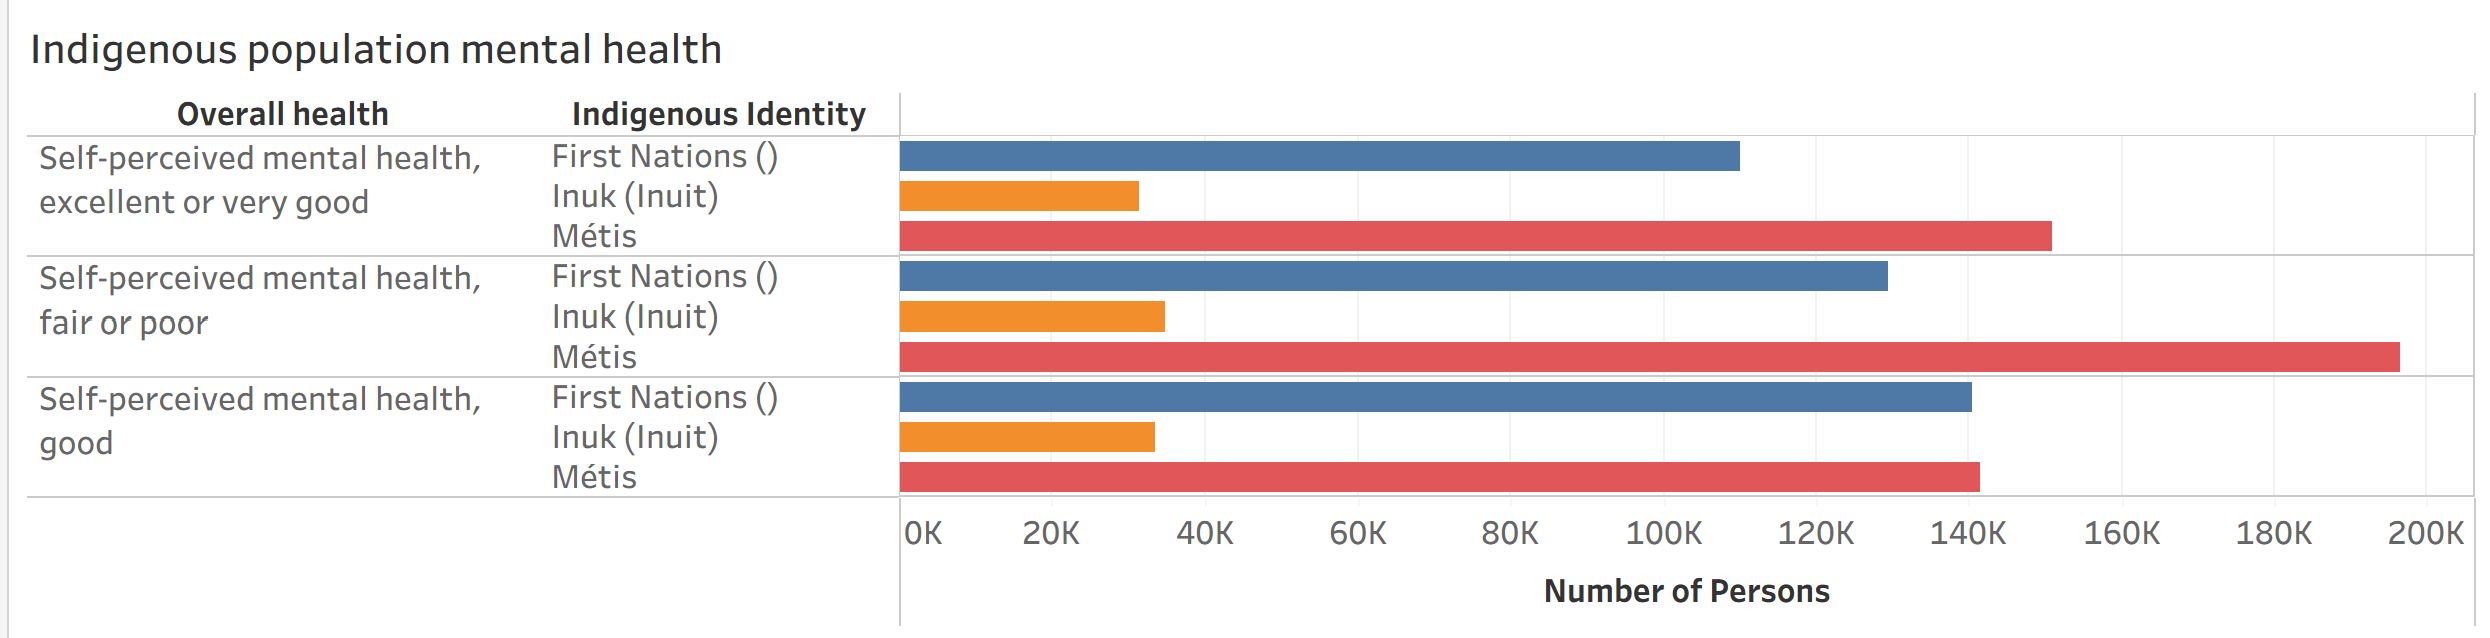 Indigenous population mental health
Overall health Indigenous Identity
Self-perceived mental health,
excellent or very good
First Nations ()
Inuk (Inuit)
Métis
Self-perceived mental health,
fair or poor
First Nations ()
Inuk (Inuit)
Métis
Self-perceived mental health,
good
First Nations ()
Inuk (Inuit)
Métis
0K 20K 40K 60K 80K 100K 120K 140K 160K 180K 200K
Number of Persons